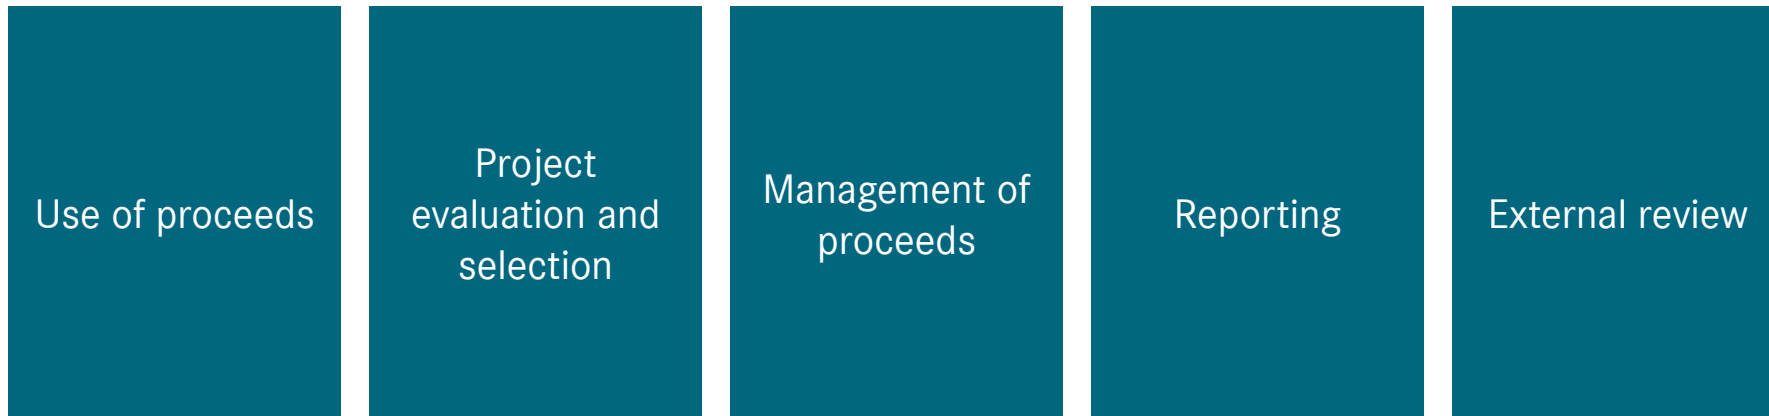 Use of proceeds
Project
evaluation and
selection
Management of
proceeds
Reporting
External review